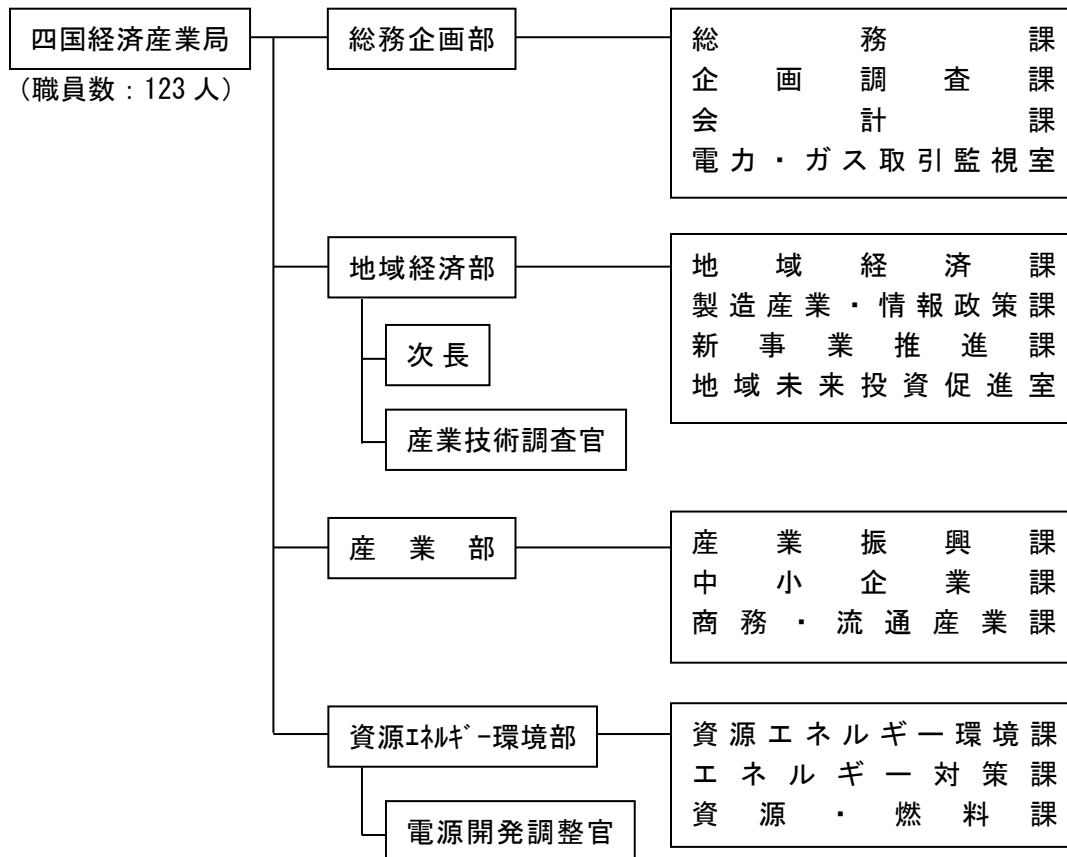 四国経済産業局
（職員数：123人）
総務企画部
総務課
企画調査課
会計課
電力・ガス取引監視室
地域経済部
次長
産業技術調査官
地域経済課
製造産業・情報政策課
新事業推進課
地域未来投資促進室
産業部
産業振興課
中小企業課
商務・流通産業課
資源ｴﾈﾙｷﾞｰ環境部
電源開発調整官
資源エネルギー環境課
エネルギー対策課
資源・燃料課